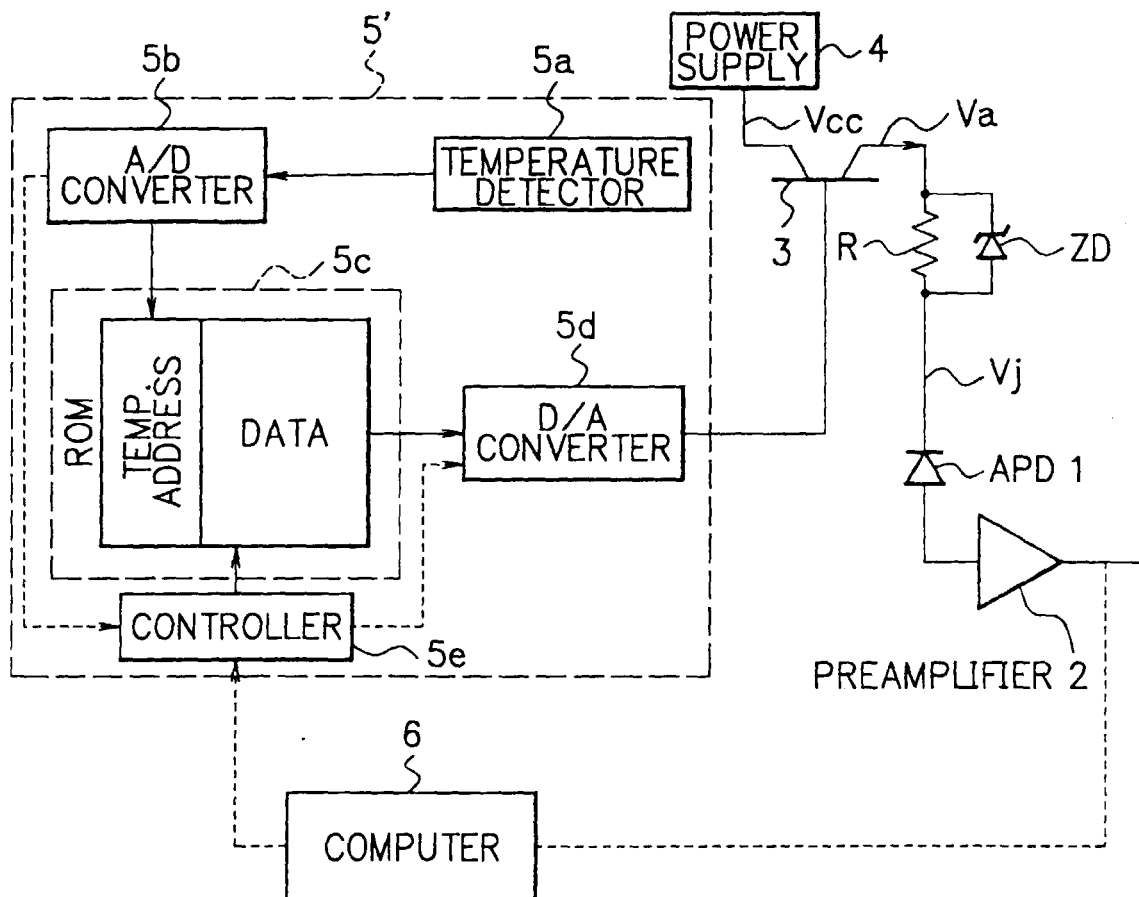 5'
POWER
SUPPLY
4
5b
5a
Vcc
Va
A/D
CONVERTER
TEMPERATURE
DETECTOR
3
R
ZD
5c
5d
Vj
ROM
TEMP.
ADDRESS
DATA
D/A
CONVERTER
APD 1
CONTROLLER
5e
PREAMPLIFIER 2
6
COMPUTER